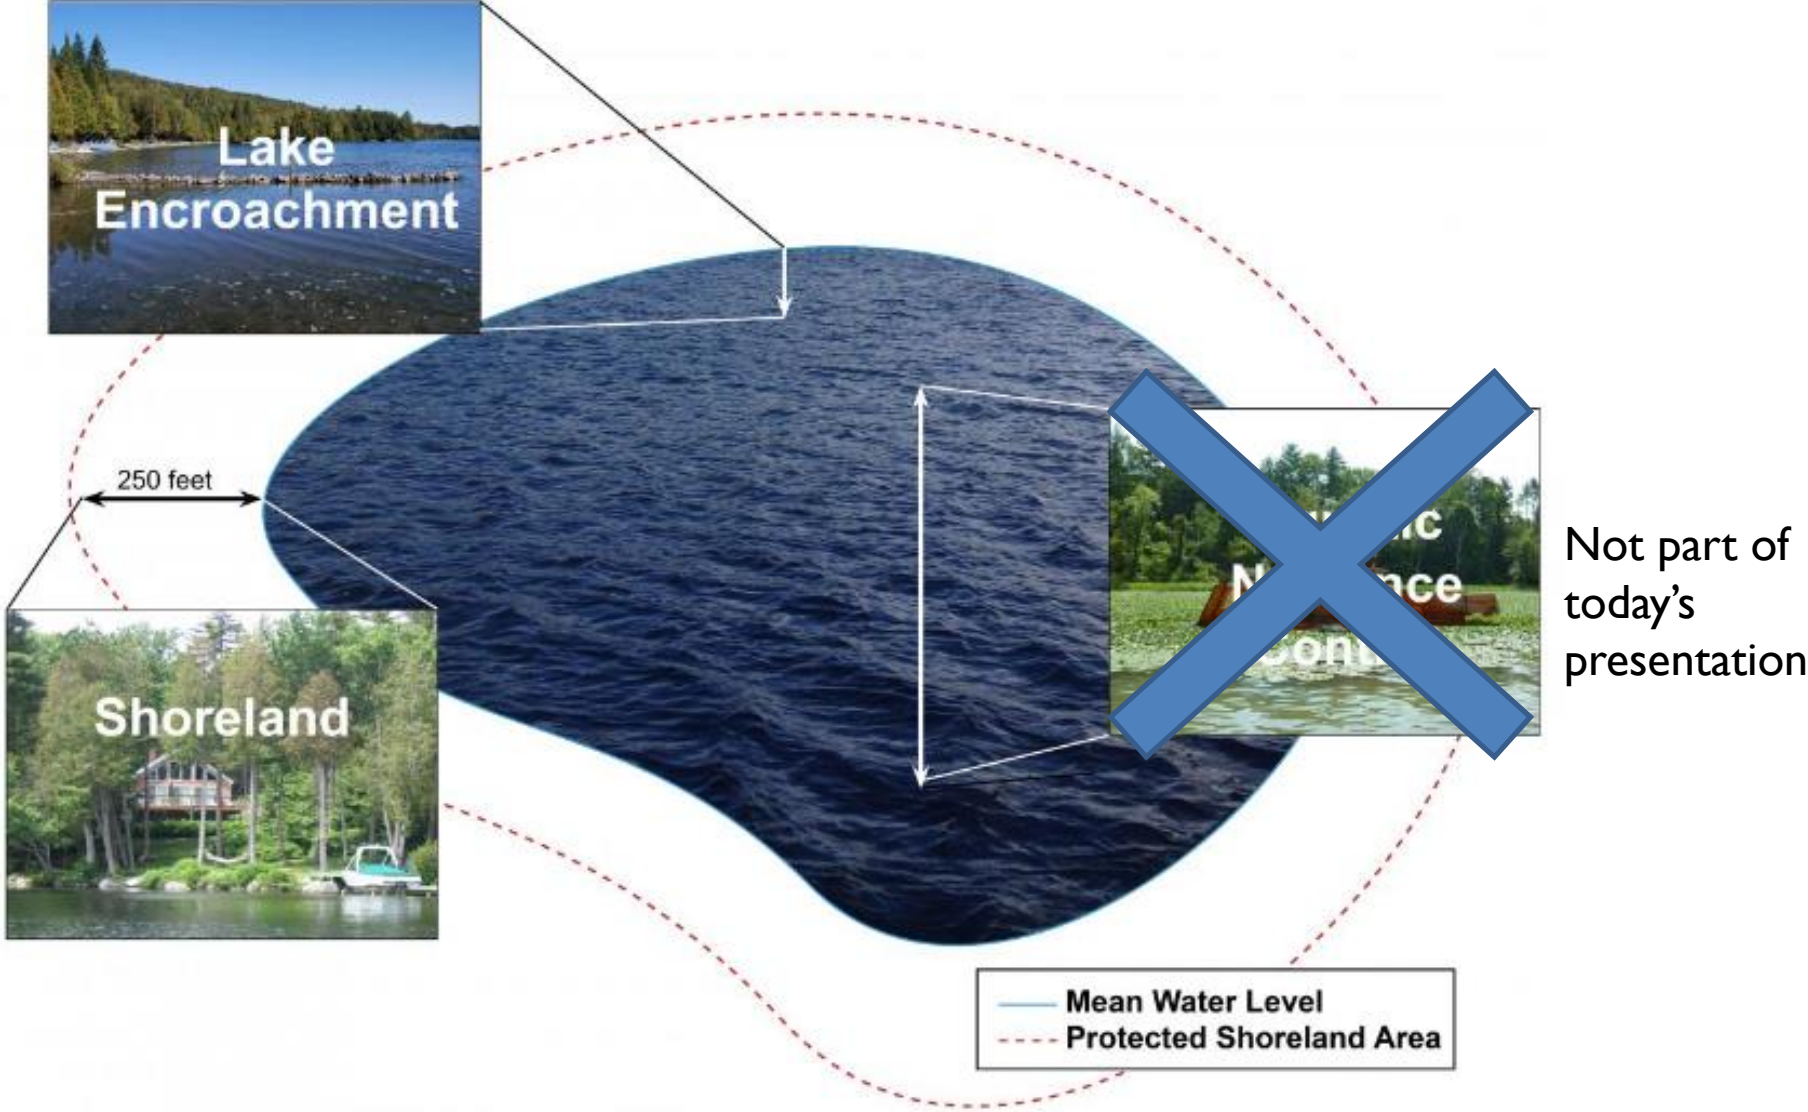 Lake
Encroachment
250 feet
Shoreland
Not part of
today's
presentation
Mean Water Level
Protected Shoreland Area